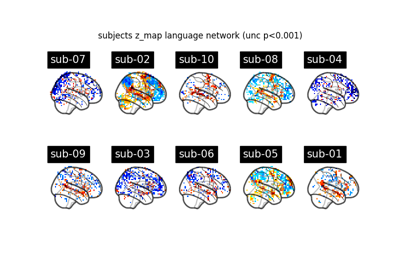 subjects z_map language network (unc p<0.001)
sub-07 sub-02 sub-10 sub-08 sub-04
sub-09 sub-03 sub-06 sub-05 sub-01